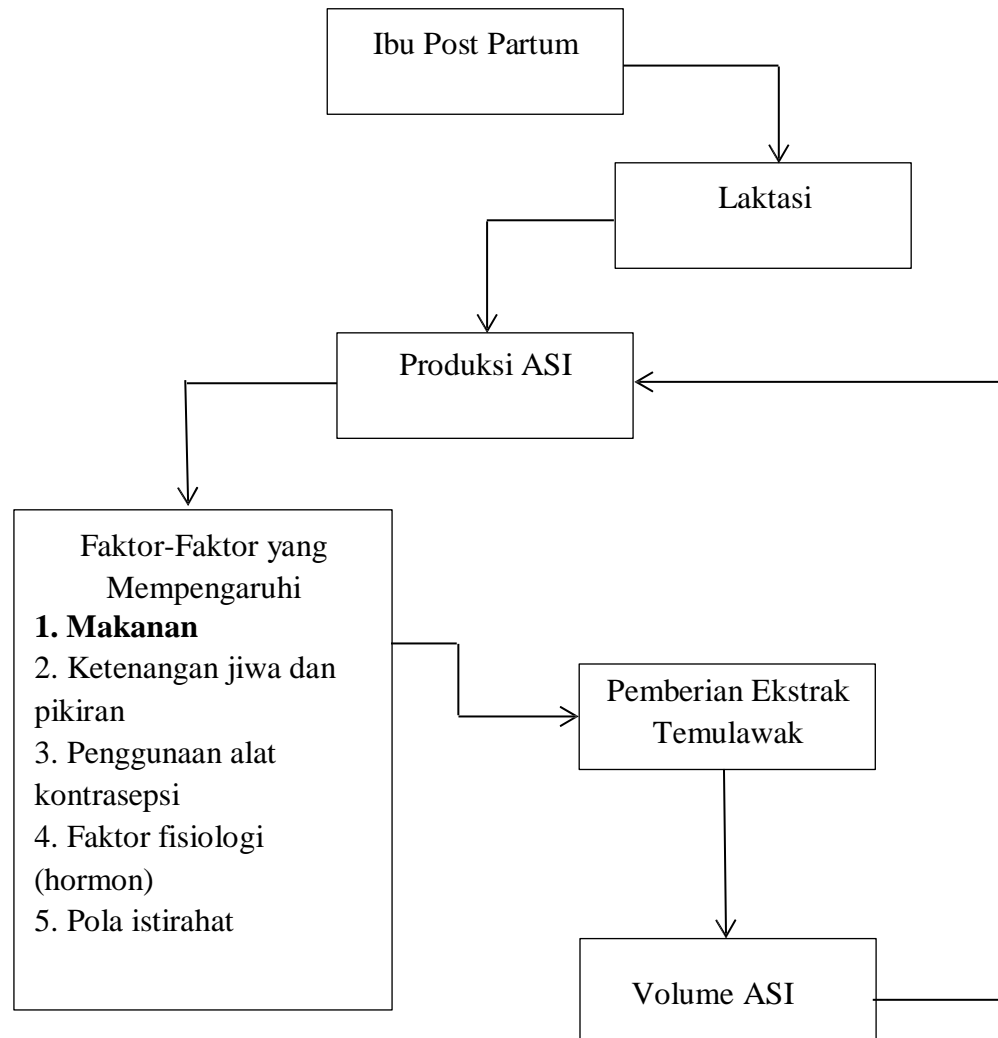 Ibu Post Partum
Laktasi
Produksi ASI
Faktor-Faktor yang
Mempengaruhi
1. Makanan
2. Ketenangan jiwa dan
pikiran
3. Penggunaan alat
kontrasepsi
4. Faktor fisiologi
(hormon)
5. Pola istirahat
Pemberian Ekstrak
Temulawak
Volume ASI